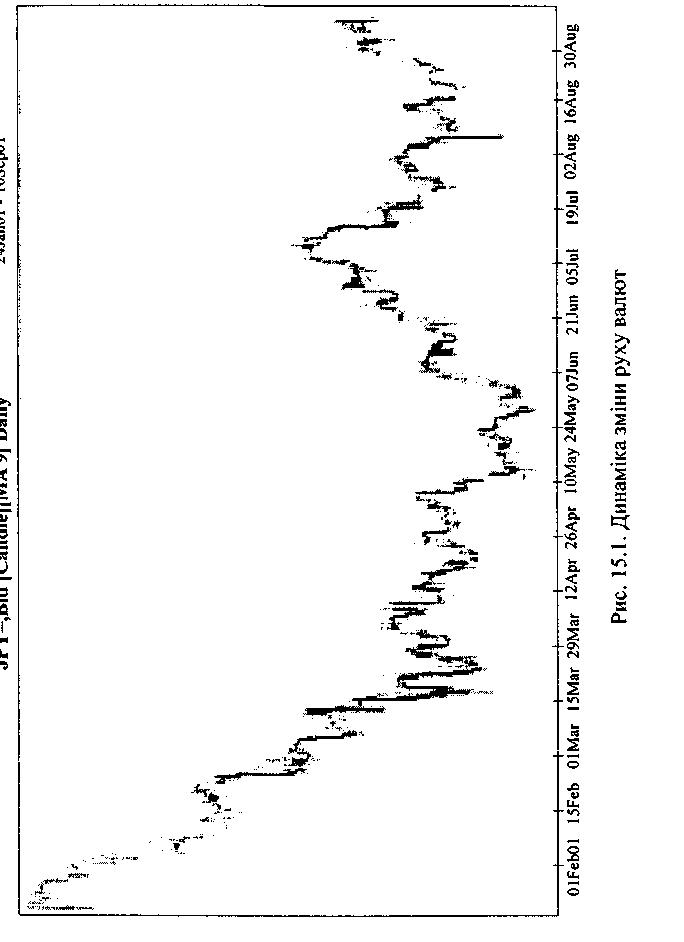 Daily
01Feb01 15Feb 01Mar 15Mar 29Mar 12Apr 26Apr 10May 24May 07Jun 21Jun 05Jul 19Jul 02Aug 16Aug 30Aug
Рис. 15.1. Динаміка зміни руху валют